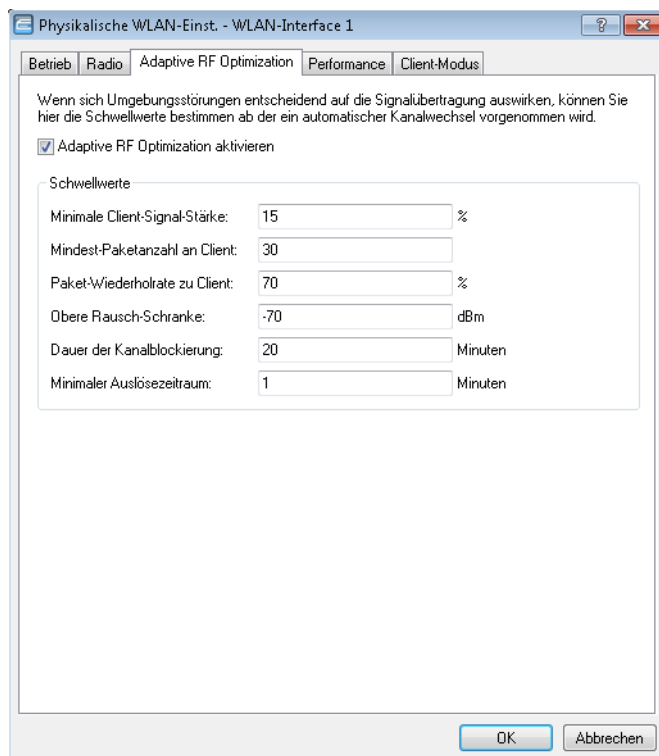 Physikalische WLAN-Einst. - WLAN-Interface 1
Betrieb Radio Adaptive RF Optimization Performance Client-Modus
Wenn sich Umgebungsstörungen entscheidend auf die Signalübertragung auswirken, können Sie
hier die Schwellwerte bestimmen ab der ein automatischer Kanalwechsel vorgenommen wird.
Adaptive RF Optimization aktivieren
Schwellwerte
Minimale Client-Signal-Stärke: 15 %
Mindest-Paketanzahl an Client: 30
Paket-Wiederholrate zu Client: 70 %
Obere Rausch-Schranke: -70 dBm
Dauer der Kanalblockierung: 20 Minuten
Minimaler Auslösezeitraum: 1 Minuten
OK Abbrechen